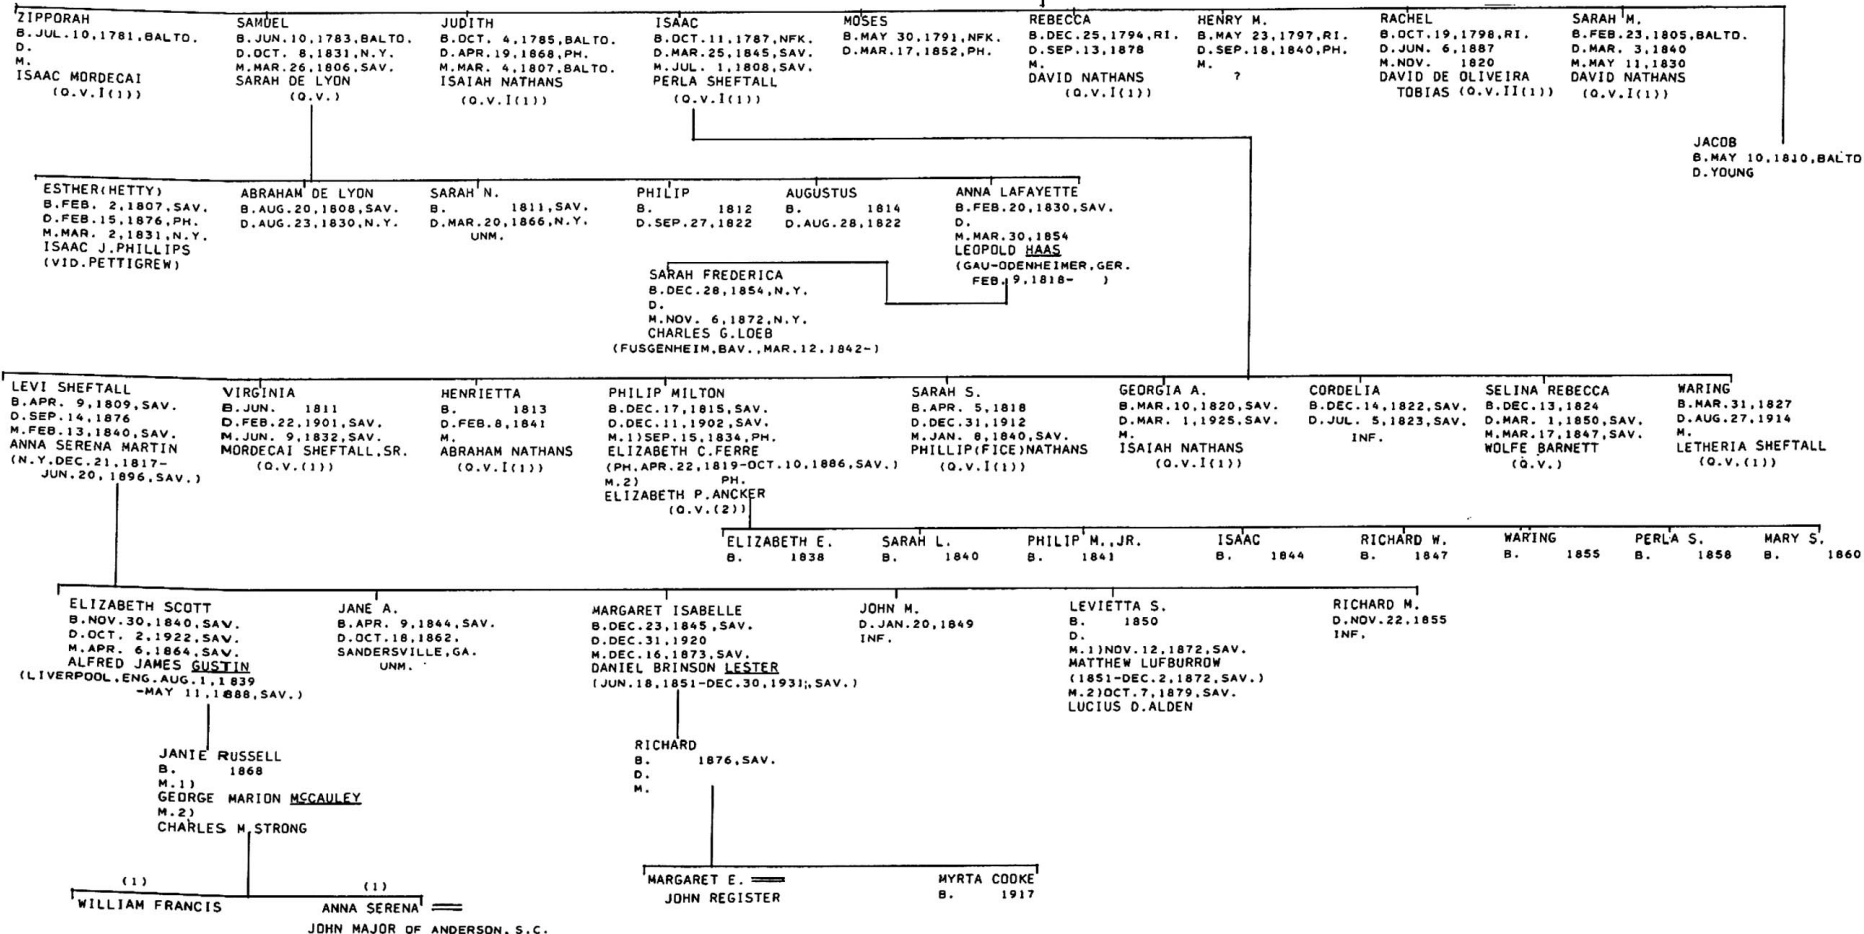 ZIPPORAH
B.JUL.10,1781,BALTO.
D.
M.
ISAAC MORDECAI
(Q.V.I(1))
SAMUEL
B.JUN.10,1783,BALTO.
D.OCT. 8,1831,N.Y.
M.MAR.26,1806,SAV.
SARAH DE LYON
(Q.V.)
JUDITH
B.OCT. 4,1785,BALTO.
D.APR.19,1868,PH.
M.MAR. 4,1807,BALTO.
ISAIAH NATHANS
(Q.V.I(1))
ISAAC
B.OCT.11,1787,NFK.
D.MAR.25,1845,SAV.
M.JUL. 1,1808,SAV.
PERLA SHEFTALL
(Q.V.I(1))
MOSES
B.MAY 30,1791,NFK.
D.MAR.17,1852,PH.
REBECCA
B.DEC.25,1794,RI.
D.SEP.13,1878
M.
DAVID NATHANS
(Q.V.I(1))
HENRY M.
B.MAY 23,1797,RI.
D.SEP.18,1840,PH.
M.
?
RACHEL
B.OCT.19,1798,RI.
D.JUN. 6,1887
M.NOV. 1820
DAVID DE OLIVEIRA
TOBIAS (Q.V.II(1))
SARAH M.
B.FEB.23,1805,BALTO.
D.MAR. 3,1840
M.MAY 11,1830
DAVID NATHANS
(Q.V.I(1))
JACOB
B.MAY 10,1810,BALTO
D.YOUNG
ESTHER(HETTY)
B.FEB. 2,1807,SAV.
D.FEB.15,1876,PH.
M.MAR. 2,1831,N.Y.
ISAAC J.PHILLIPS
(VID.PETTIGREW)
ABRAHAM DE LYON
B.AUG.20,1808,SAV.
D.AUG.23,1830,N.Y.
SARAH N.
B. 1811,SAV.
D.MAR.20,1866,N.Y.
UNM.
PHILIP
B. 1812
D.SEP.27,1822
AUGUSTUS
B. 1814
D.AUG.28,1822
ANNA LAFAYETTE
B.FEB.20,1830,SAV.
D.
M.MAR.30,1854
LEOPOLD HAAS
(GAU-ODENHEIMER,GER.
FEB. 9,1818- )
SARAH FREDERICA
B.DEC.28,1854,N.Y.
D.
M.NOV. 6,1872,N.Y.
CHARLES G.LOEB
(FUSGENHEIM,BAV.,MAR.12,1842-)
LEVI SHEFTALL
B.APR. 9,1809,SAV.
D.SEP.14,1876
M.FEB.13,1840,SAV.
ANNA SERENA MARTIN
(N.Y.DEC.21,1817-
JUN.20,1896,SAV.)
VIRGINIA
B.JUN. 1811
D.FEB.22,1901,SAV.
M.JUN. 9,1832,SAV.
MORDECAI SHEFTALL,SR.
(Q.V.(1))
HENRIETTA
B. 1813
D.FEB.8,1841
M.
ABRAHAM NATHANS
(Q.V.I(1))
PHILIP MILTON
B.DEC.17,1815,SAV.
D.DEC.11,1902,SAV.
M.1)SEP.15,1834,PH.
ELIZABETH C.FERRE
(PH.APR.22,1819-OCT.10,1886,SAV.)
M.2) PH.
ELIZABETH P.ANCKER
(Q.V.(2))
SARAH S.
B.APR. 5,1818
D.DEC.31,1912
M.JAN. 8,1840,SAV.
PHILLIP(FICE)NATHANS
(Q.V.I(1))
GEORGIA A.
B.MAR.10,1820,SAV.
D.MAR. 1,1925,SAV.
M.
ISAIAH NATHANS
(Q.V.I(1))
CORDELIA
B.DEC.14,1822,SAV.
D.JUL. 5,1823,SAV.
INF.
SELINA REBECCA
B.DEC.13,1824
D.MAR. 1,1850,SAV.
M.MAR.17,1847,SAV.
WOLFE BARNETT
(Q.V.)
WARING
B.MAR.31,1827
D.AUG.27,1914
M.
LETHERIA SHEFTALL
(Q.V.(1))
ELIZABETH E.
B. 1838
SARAH L.
B. 1840
PHILIP M.,JR.
B. 1841
ISAAC
B. 1844
RICHARD W.
B. 1847
WARING
B. 1855
PERLA S.
B. 1858
MARY S.
B. 1860
ELIZABETH SCOTT
B.NOV.30,1840,SAV.
D.OCT. 2,1922,SAV.
M.APR. 6,1864,SAV.
ALFRED JAMES GUSTIN
(LIVERPOOL,ENG.AUG.1,1839
-MAY 11,1888,SAV.)
JANE A.
B.APR. 9,1844,SAV.
D.OCT.18,1862.
SANDERSVILLE,GA.
UNM.
MARGARET ISABELLE
B.DEC.23,1845,SAV.
D.DEC.31,1920
M.DEC.16,1873,SAV.
DANIEL BRINSON LESTER
(JUN.18,1851-DEC.30,1931,SAV.)
JOHN M.
D.JAN.20,1849
INF.
LEVIETTA S.
B. 1850
D.
M.1)NOV.12,1872,SAV.
MATTHEW LUFBURROW
(1851-DEC.2,1872,SAV.)
M.2)OCT.7,1879,SAV.
LUCIUS D.ALDEN
RICHARD M.
D.NOV.22,1855
INF.
JANIE RUSSELL
B. 1868
M.1)
GEORGE MARION McCAULEY
M.2)
CHARLES M.STRONG
RICHARD
B. 1876,SAV.
D.
M.
(1)
WILLIAM FRANCIS
(1)
ANNA SERENA
JOHN MAJOR OF ANDERSON, S.C.
MARGARET E.
JOHN REGISTER
MYRTA COOKE
B. 1917